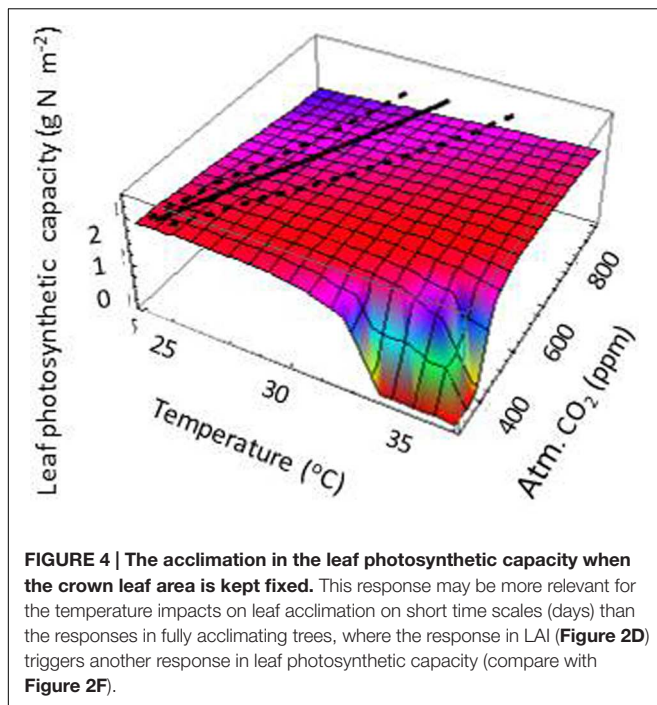 Leaf photosynthetic capacity (g N m⁻²)
2
1
0
25
30
35
Temperature (°C)
400
600
800
Atm. CO₂ (ppm)
FIGURE 4 | The acclimation in the leaf photosynthetic capacity when
the crown leaf area is kept fixed. This response may be more relevant for
the temperature impacts on leaf acclimation on short time scales (days) than
the responses in fully acclimating trees, where the response in LAI (Figure 2D)
triggers another response in leaf photosynthetic capacity (compare with
Figure 2F).